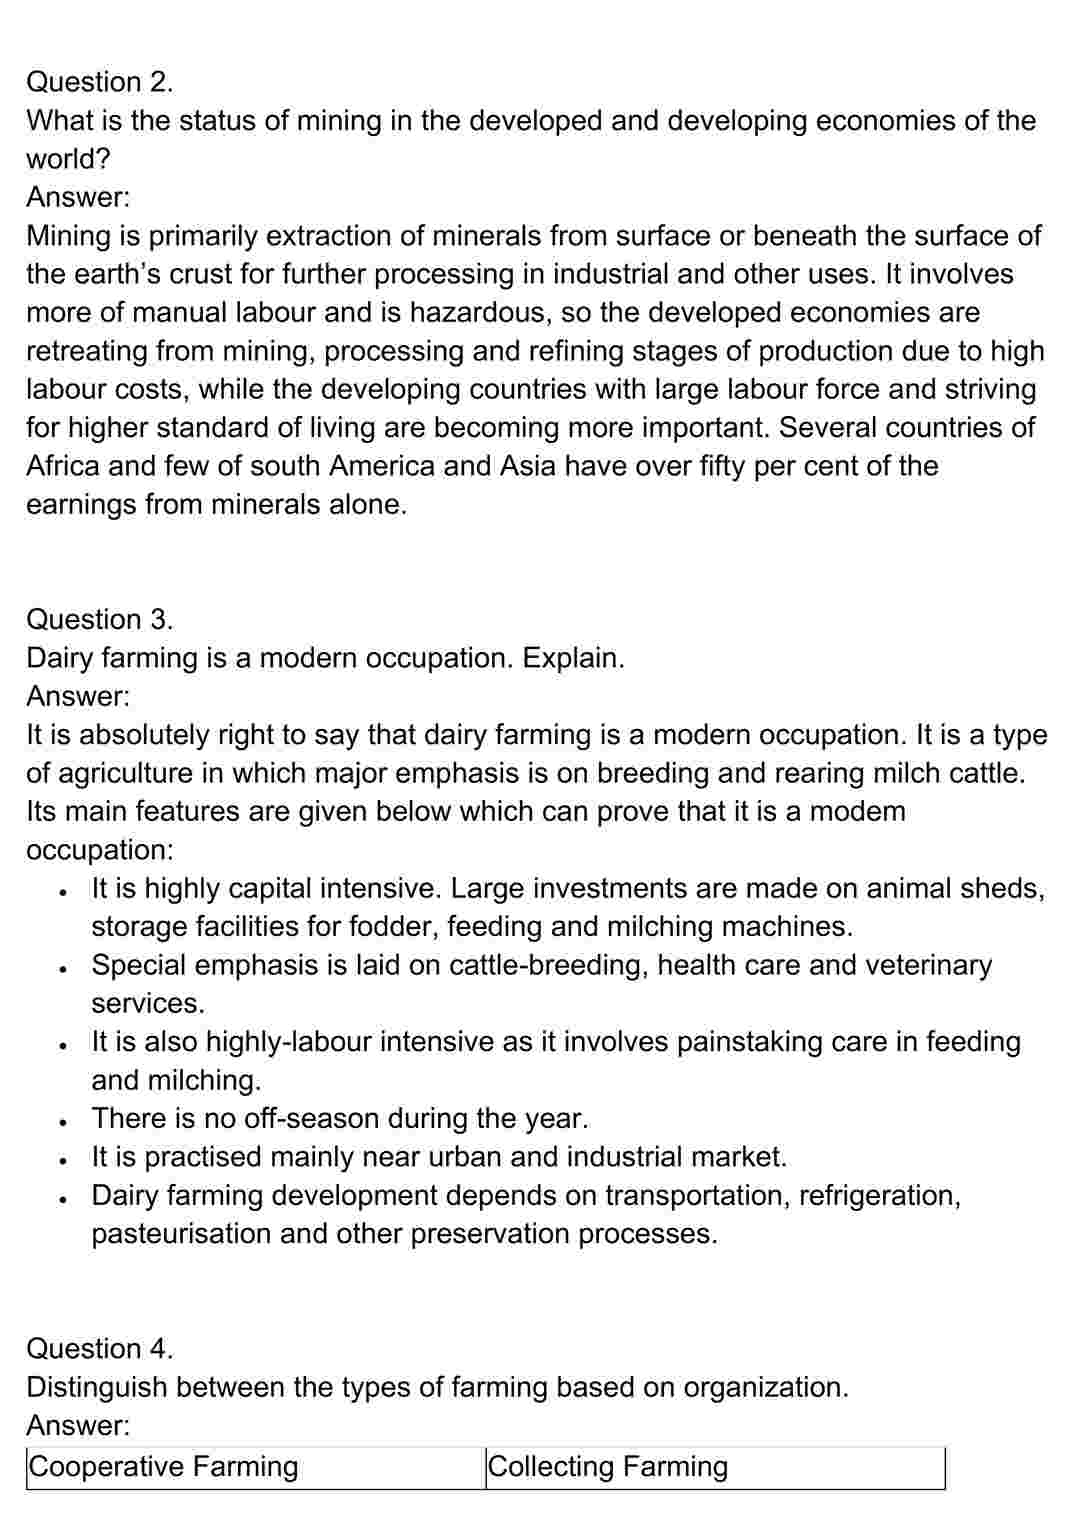 Question 2.
What is the status of mining in the developed and developing economies of the
world?
Answer:
Mining is primarily extraction of minerals from surface or beneath the surface of
the earth’s crust for further processing in industrial and other uses. It involves
more of manual labour and is hazardous, so the developed economies are
retreating from mining, processing and refining stages of production due to high
labour costs, while the developing countries with large labour force and striving
for higher standard of living are becoming more important. Several countries of
Africa and few of south America and Asia have over fifty per cent of the
earnings from minerals alone.
Question 3.
Dairy farming is a modern occupation. Explain.
Answer:
It is absolutely right to say that dairy farming is a modern occupation. It is a type
of agriculture in which major emphasis is on breeding and rearing milch cattle.
Its main features are given below which can prove that it is a modem
occupation:
• It is highly capital intensive. Large investments are made on animal sheds,
storage facilities for fodder, feeding and milching machines.
• Special emphasis is laid on cattle-breeding, health care and veterinary
services.
• It is also highly-labour intensive as it involves painstaking care in feeding
and milching.
• There is no off-season during the year.
• It is practised mainly near urban and industrial market.
• Dairy farming development depends on transportation, refrigeration,
pasteurisation and other preservation processes.
Question 4.
Distinguish between the types of farming based on organization.
Answer:
Cooperative Farming Collecting Farming